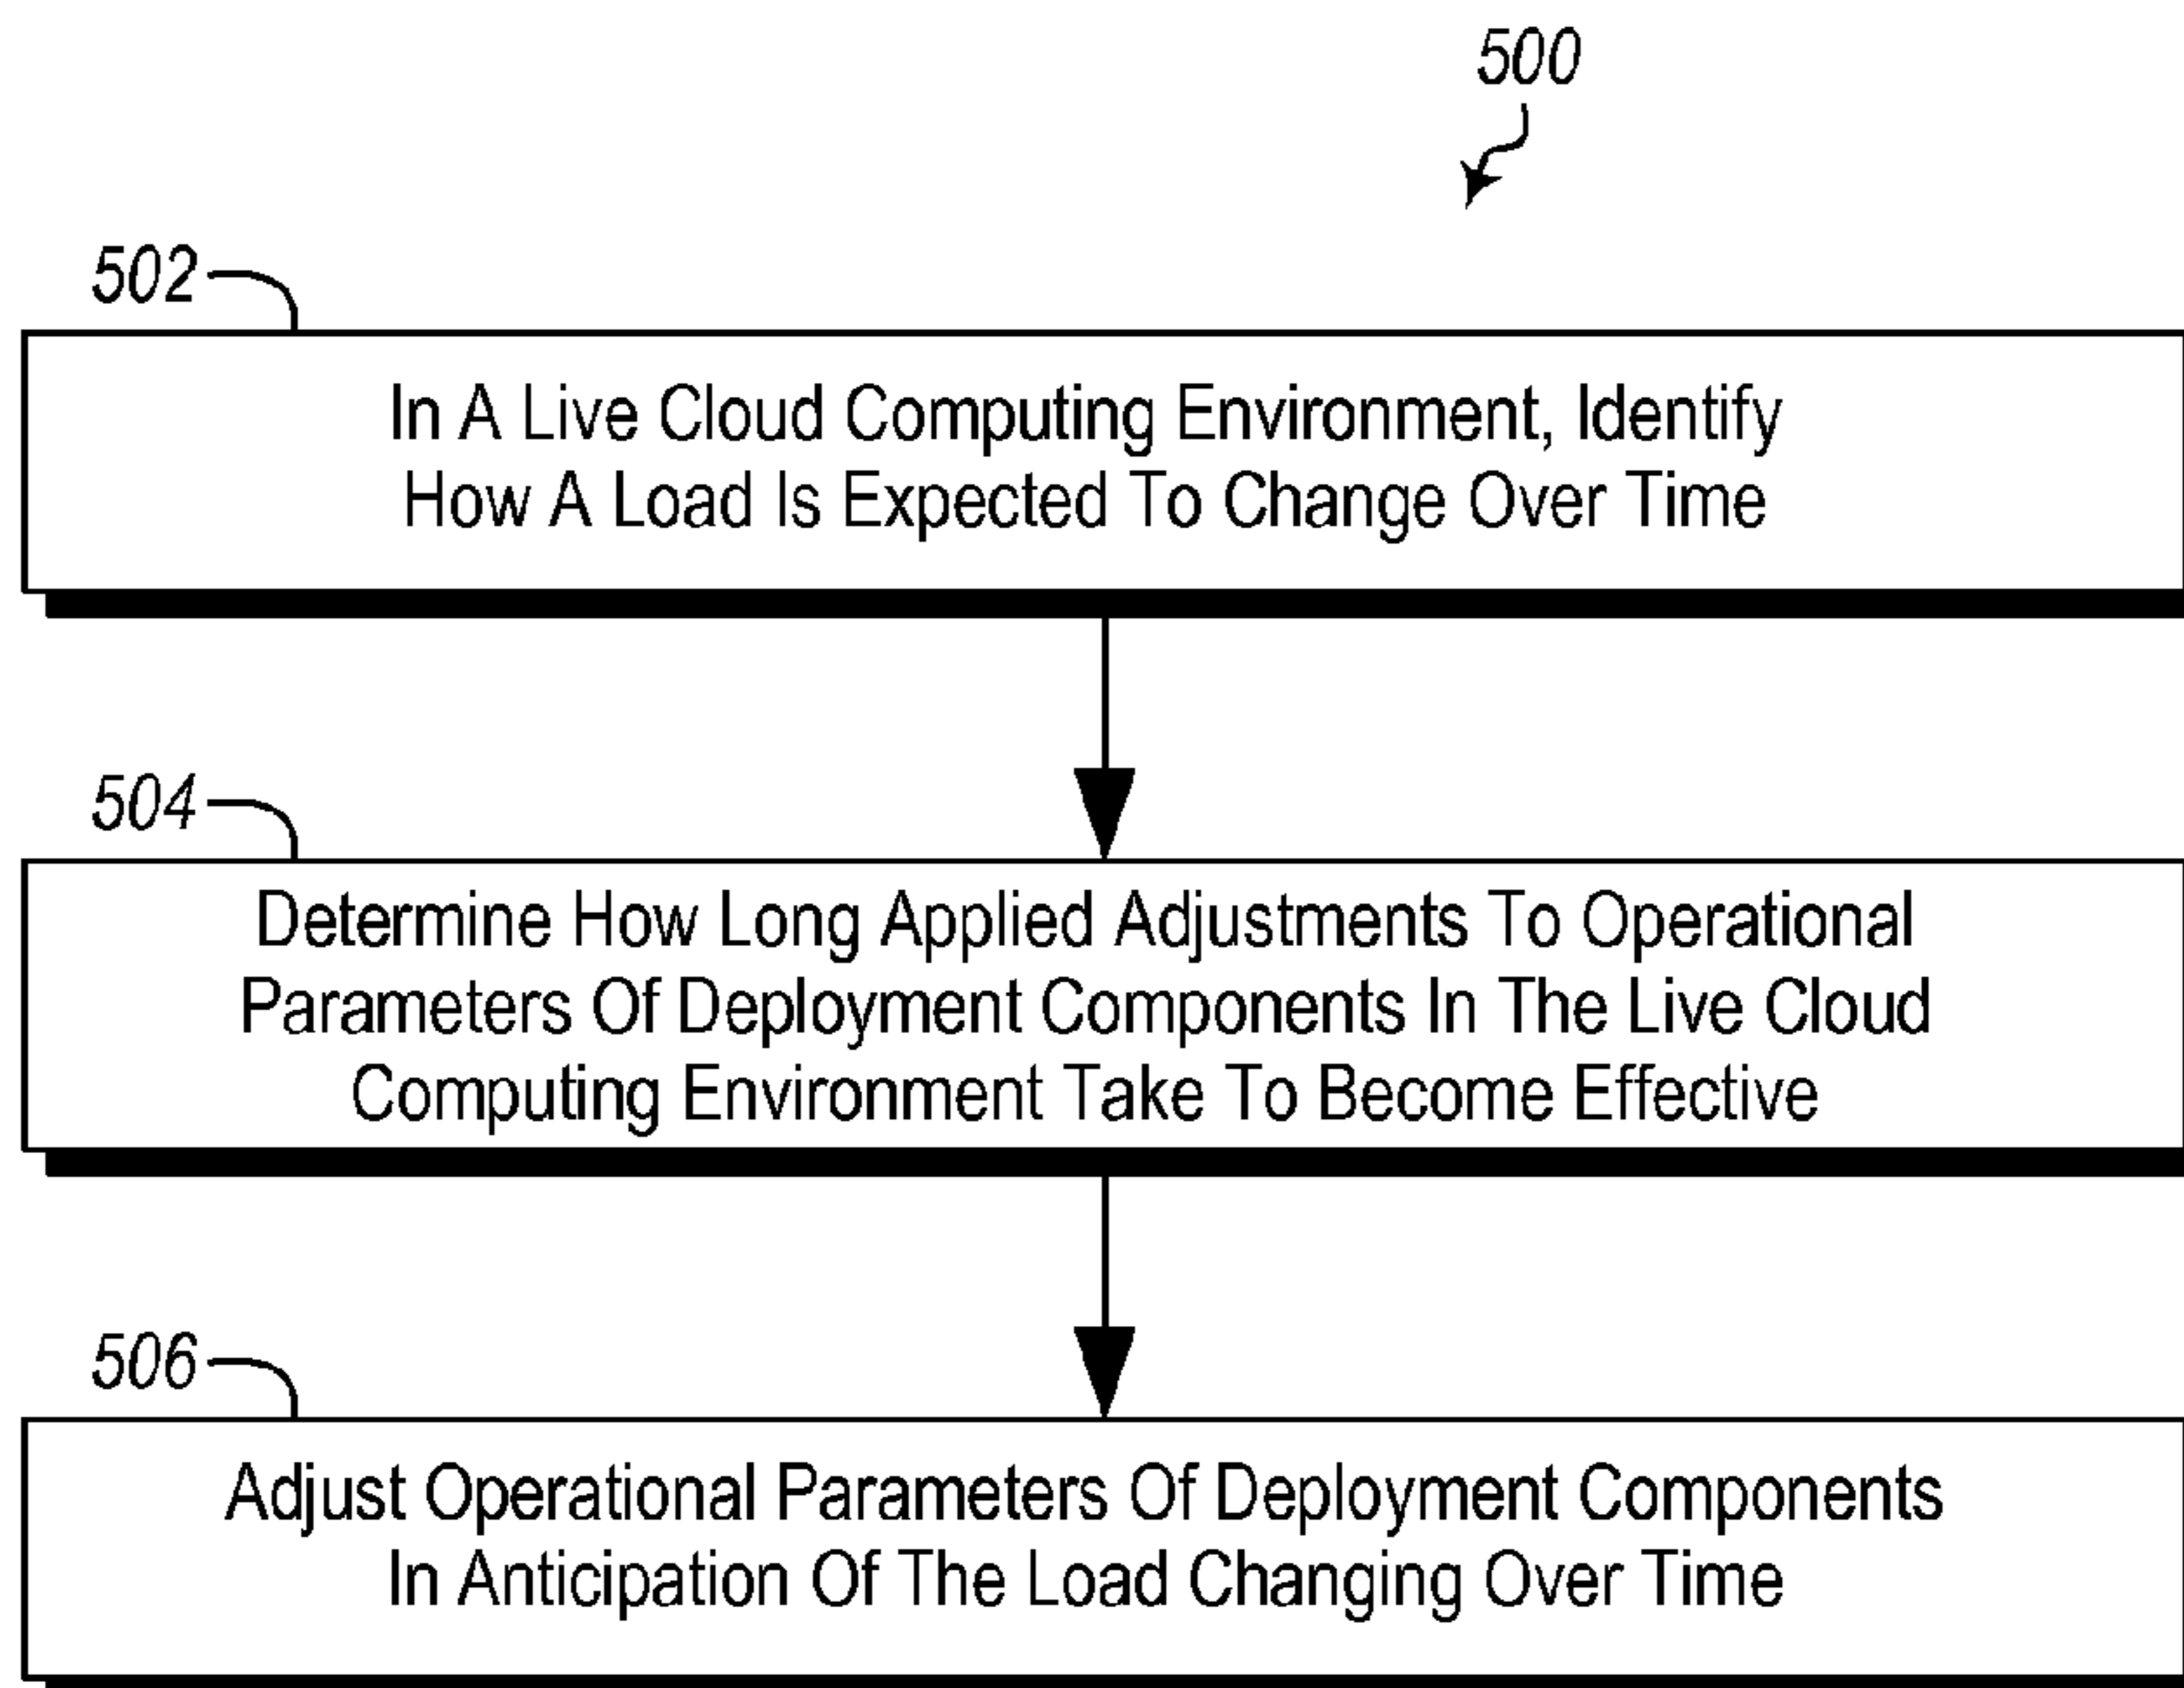 500
502
In A Live Cloud Computing Environment, Identify
How A Load Is Expected To Change Over Time
504
Determine How Long Applied Adjustments To Operational
Parameters Of Deployment Components In The Live Cloud
Computing Environment Take To Become Effective
506
Adjust Operational Parameters Of Deployment Components
In Anticipation Of The Load Changing Over Time